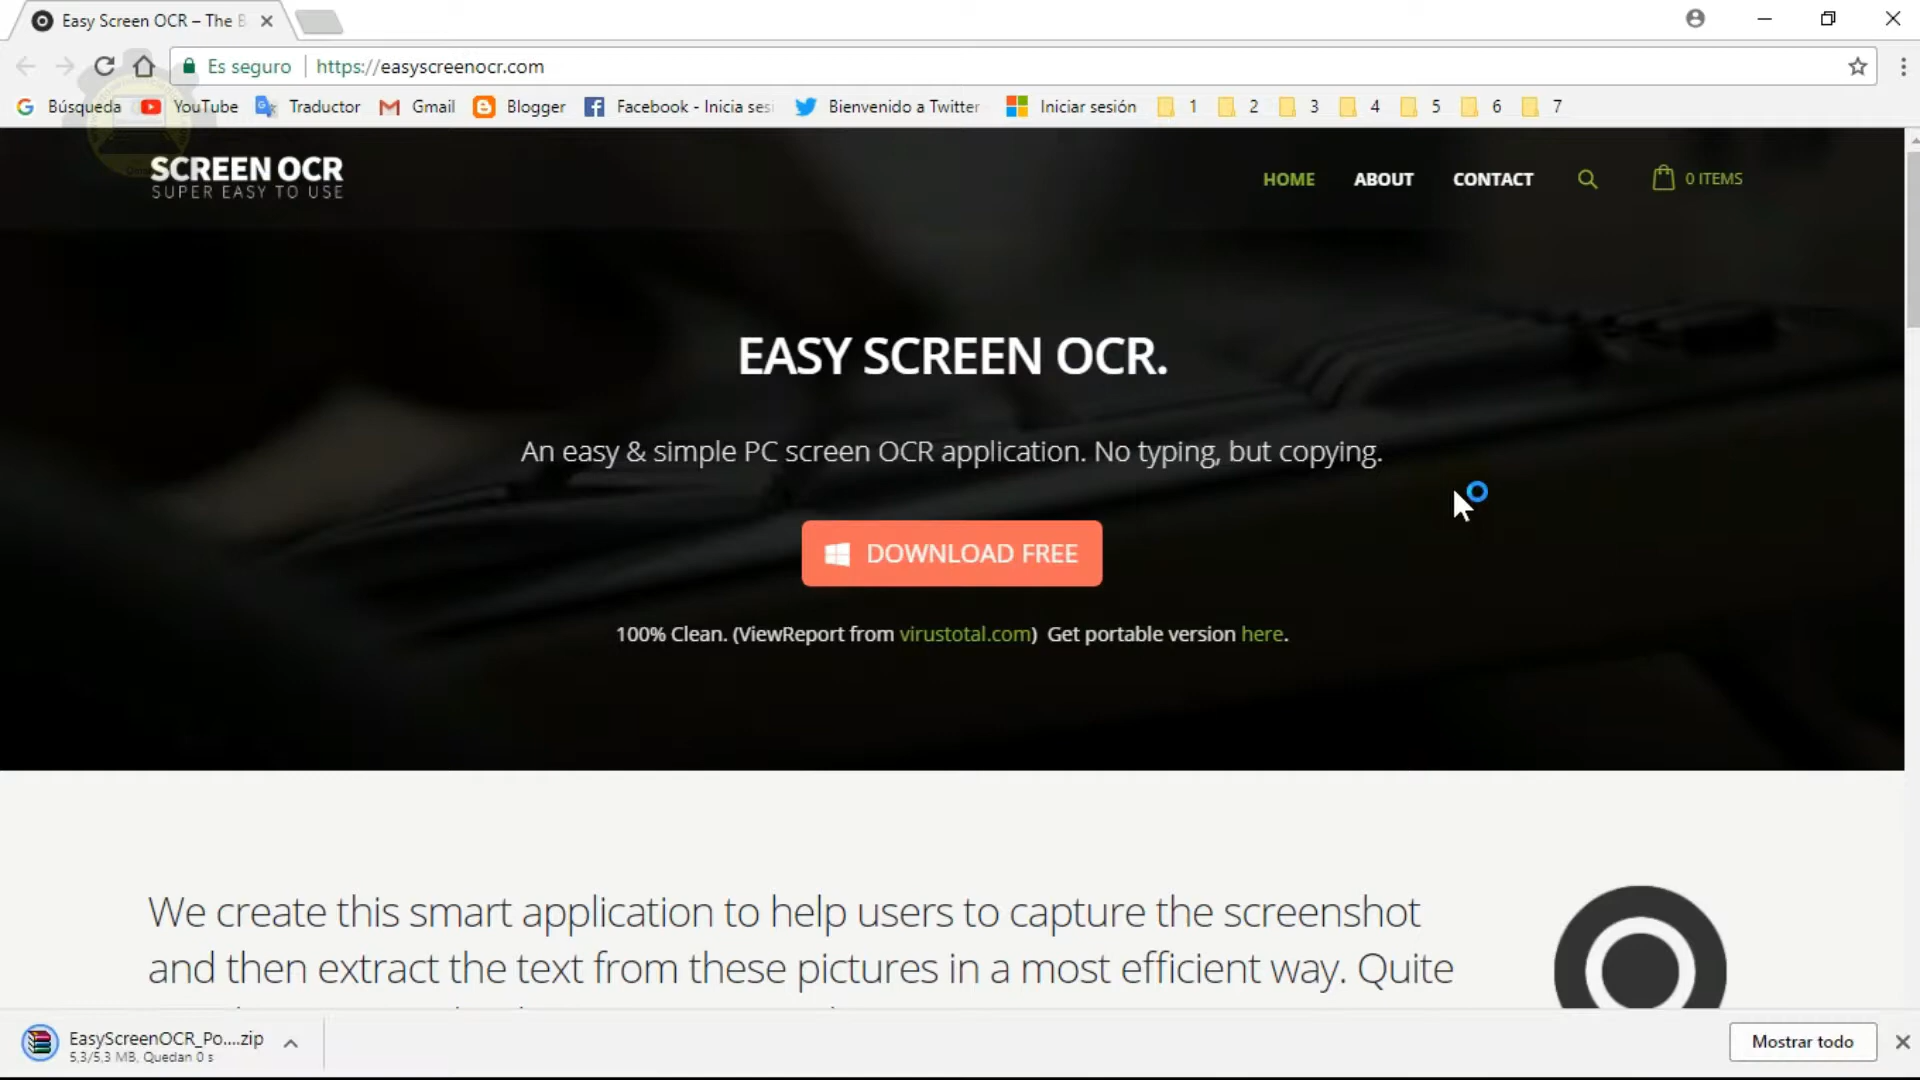 Easy Screen OCR – The B
Es seguro
https://easyscreenocr.com
Búsqueda
YouTube
Traductor
Gmail
Blogger
Facebook - Inicia sesi
Bienvenido a Twitter
Iniciar sesión
1
2
3
4
5
6
7
SCREEN OCR
SUPER EASY TO USE
HOME
ABOUT
CONTACT
0 ITEMS
EASY SCREEN OCR.
An easy & simple PC screen OCR application. No typing, but copying.
DOWNLOAD FREE
100% Clean. (ViewReport from virustotal.com) Get portable version here.
We create this smart application to help users to capture the screenshot
and then extract the text from these pictures in a most efficient way. Quite
EasyScreenOCR_Po....zip
5,3/5,3 MB, Quedan 0 s
Mostrar todo